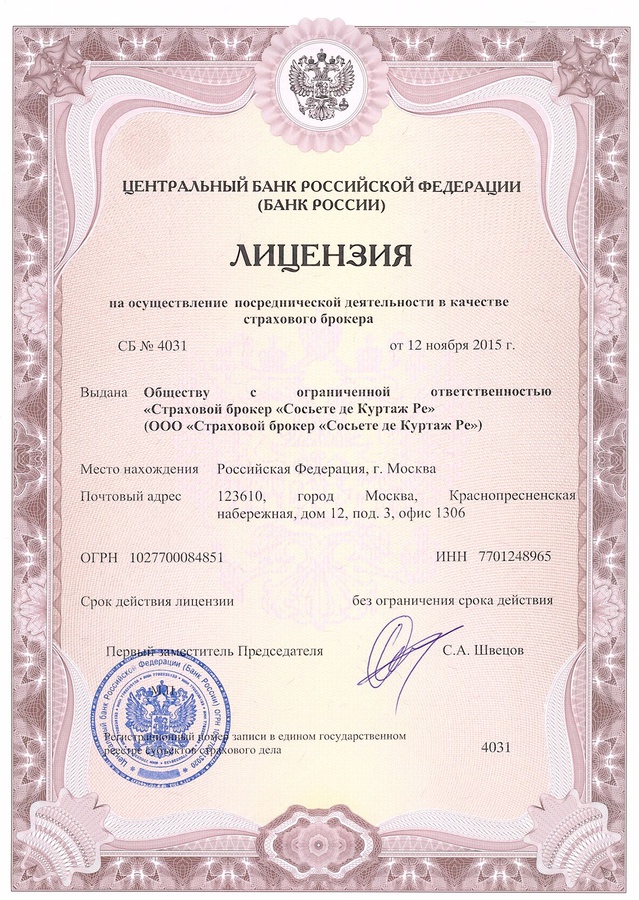 ЦЕНТРАЛЬНЫЙ БАНК РОССИЙСКОЙ ФЕДЕРАЦИИ
(БАНК РОССИИ)
ЛИЦЕНЗИЯ
на осуществление посреднической деятельности в качестве
страхового брокера
СБ № 4031 от 12 ноября 2015 г.
Выдана Обществу с ограниченной ответственностью
«Страховой брокер «Сосьете де Куртаж Ре»
(ООО «Страховой брокер «Сосьете де Куртаж Ре»)
Место нахождения Российская Федерация, г. Москва
Почтовый адрес 123610, город Москва, Краснопресненская
набережная, дом 12, под. 3, офис 1306
ОГРН 1027700084851 ИНН 7701248965
Срок действия лицензии без ограничения срока действия
Первый заместитель Председателя С.А. Швецов
М.П.
Центральный банк Российской Федерации (Банк России)
Регистрационный номер записи в едином государственном
реестре субъектов страхового дела 4031